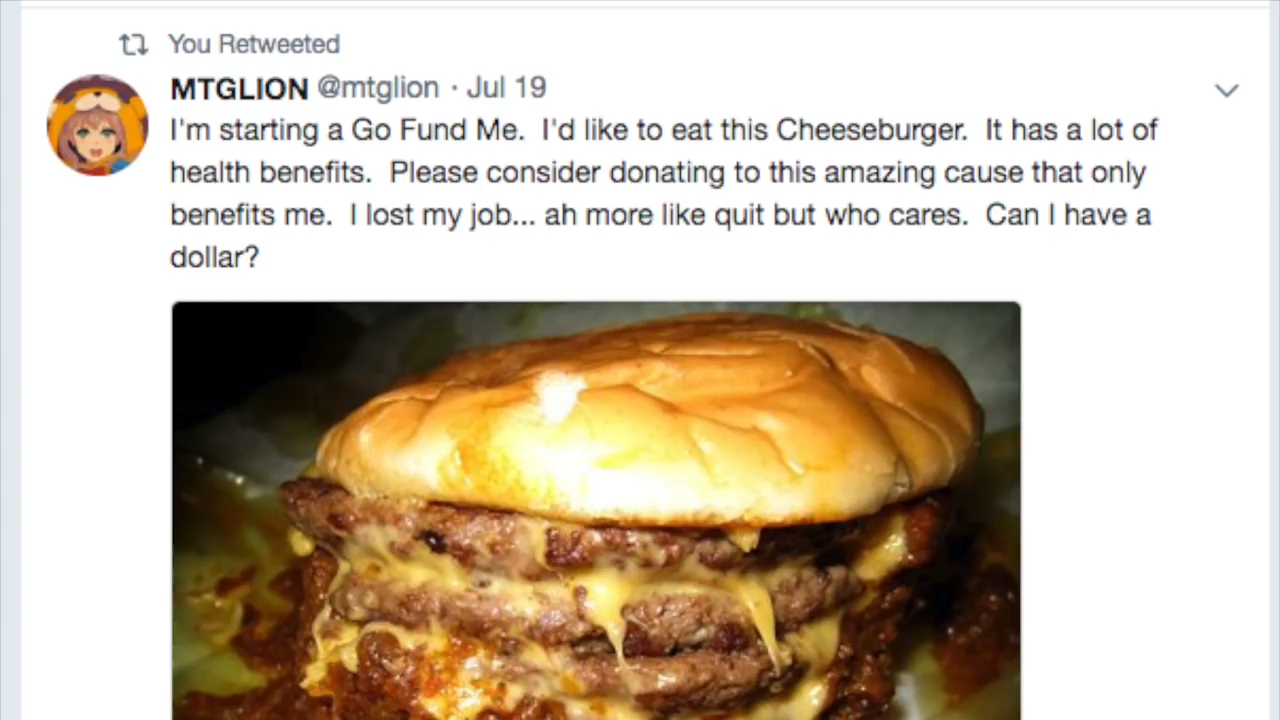 You Retweeted
MTGLION @mtglion · Jul 19
I'm starting a Go Fund Me.  I'd like to eat this Cheeseburger.  It has a lot of
health benefits.  Please consider donating to this amazing cause that only
benefits me.  I lost my job... ah more like quit but who cares.  Can I have a
dollar?